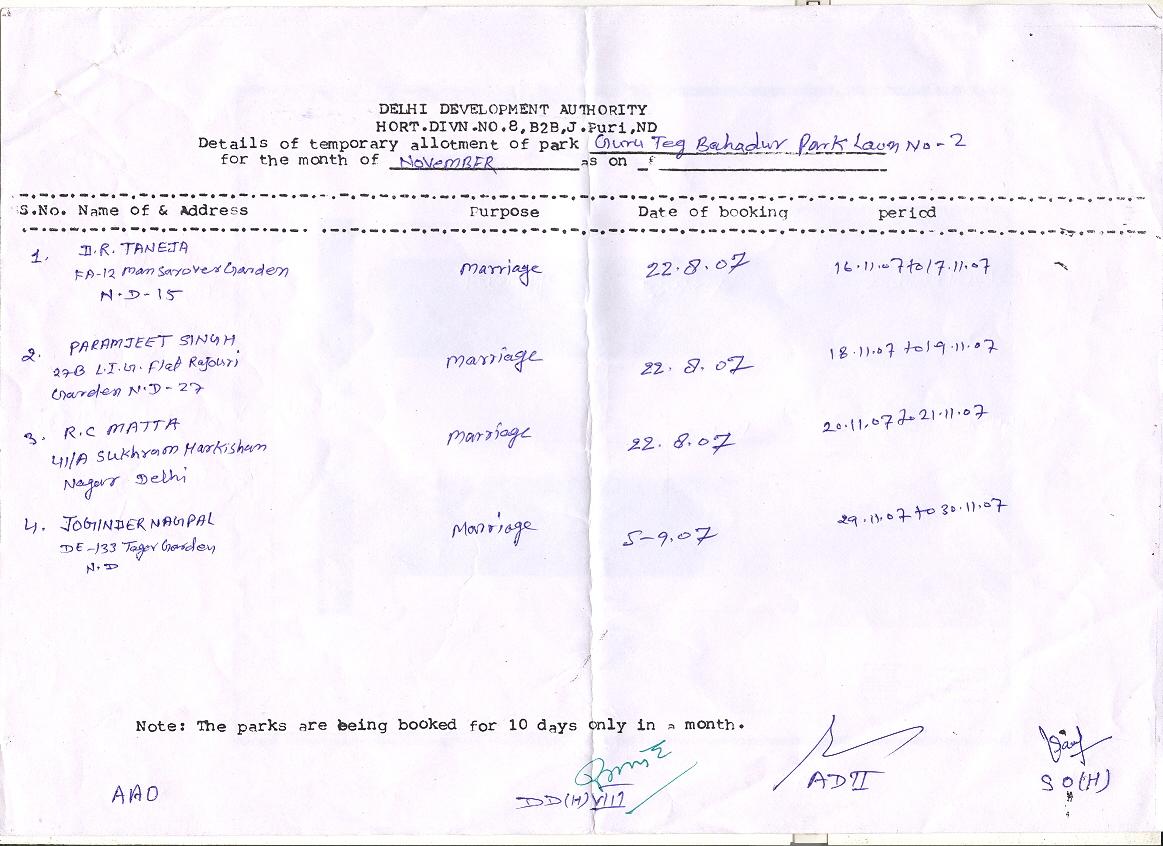 DELHI DEVELOPMENT AUTHORITY
HORT.DIVN.NO.8,B2B,J.Puri,ND
Details of temporary allotment of park Guru Teg Bahadur Park Lawn No-2
for the month of NOVEMBER as on
S.No. Name of & Address Purpose Date of booking period
1. D.R. TANEJA marriage 22.8.07 16.11.07 to 17.11.07
FA-12 Mansarover Garden
N.D-15
2. PARAMJEET SINGH marriage 22.8.07 18.11.07 to 19.11.07
27B L.I.G. Flat Rajouri
Garden N.D-27
3. R.C MATTA marriage 22.8.07 20.11.07 to 21.11.07
41/A Sukhram Harkishan
Nagar Delhi
4. JOGINDER NAGPAL Marriage 5-9.07 29.11.07 to 30.11.07
DE-133 Tagor Garden
N.D
Note: The parks are being booked for 10 days only in a month.
AAO DD(H)VIII ADII SO(H)